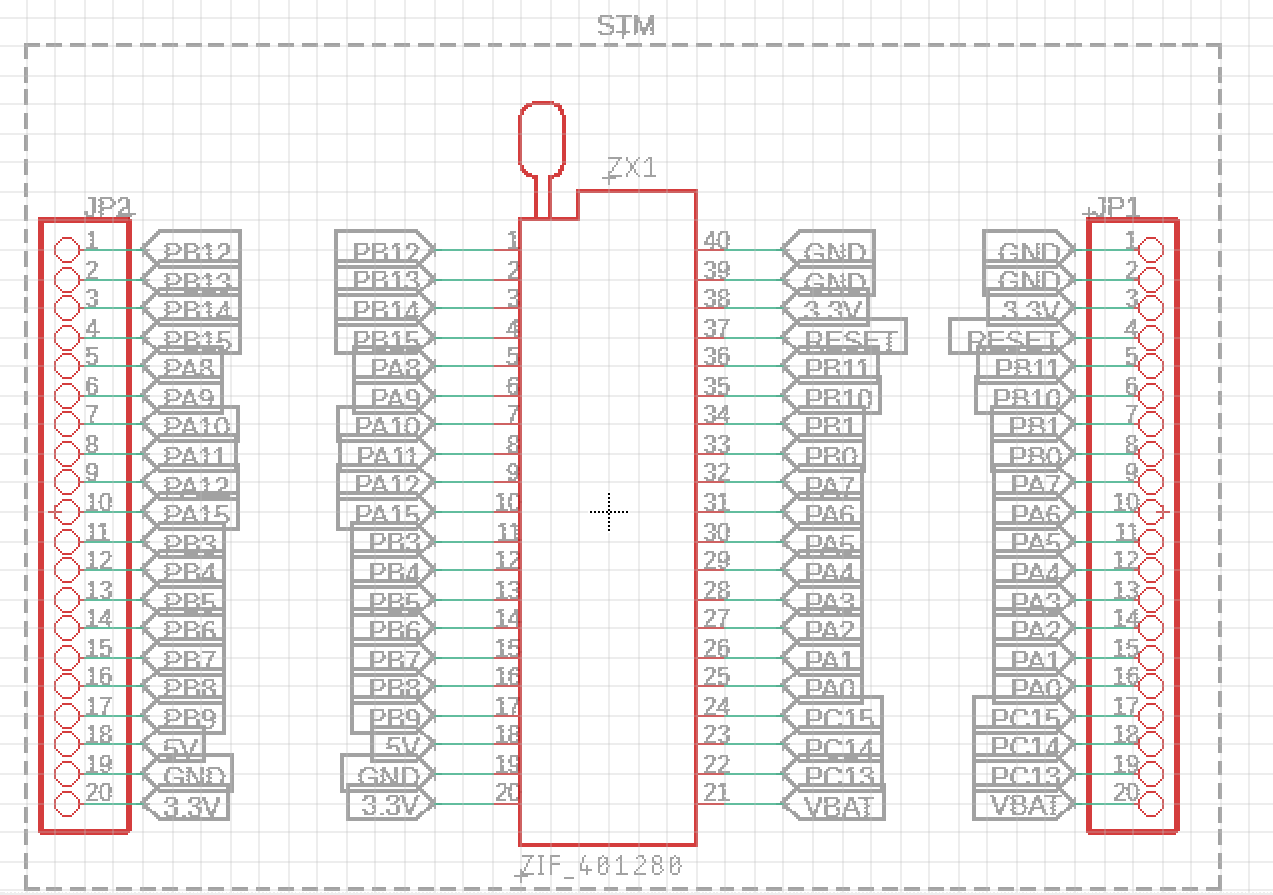 STM
ZX1
JP2 JP1
1 PB12 PB12 1 40 GND GND 1
2 PB13 PB13 2 39 GND GND 2
3 PB14 PB14 3 38 3.3V 3.3V 3
4 PB15 PB15 4 37 RESET RESET 4
5 PA8 PA8 5 36 PB11 PB11 5
6 PA9 PA9 6 35 PB10 PB10 6
7 PA10 PA10 7 34 PB1 PB1 7
8 PA11 PA11 8 33 PB0 PB0 8
9 PA12 PA12 9 32 PA7 PA7 9
10 PA15 PA15 10 31 PA6 PA6 10
11 PB3 PB3 11 30 PA5 PA5 11
12 PB4 PB4 12 29 PA4 PA4 12
13 PB5 PB5 13 28 PA3 PA3 13
14 PB6 PB6 14 27 PA2 PA2 14
15 PB7 PB7 15 26 PA1 PA1 15
16 PB8 PB8 16 25 PA0 PA0 16
17 PB9 PB9 17 24 PC15 PC15 17
18 5V 5V 18 23 PC14 PC14 18
19 GND GND 19 22 PC13 PC13 19
20 3.3V 3.3V 20 21 VBAT VBAT 20
ZIF_401280